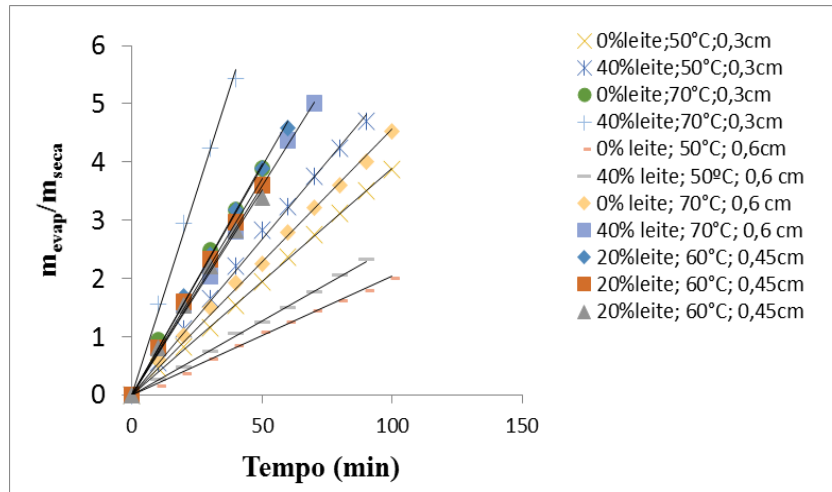 6
5
4
3
2
1
0
0 50 100 150
m_evap/m_seca
Tempo (min)
0%leite;50°C;0,3cm
40%leite;50°C;0,3cm
0%leite;70°C;0,3cm
40%leite;70°C;0,3cm
0% leite; 50°C; 0,6cm
40% leite; 50ºC; 0,6 cm
0% leite; 70°C; 0,6 cm
40% leite; 70°C; 0,6 cm
20%leite; 60°C; 0,45cm
20%leite; 60°C; 0,45cm
20%leite; 60°C; 0,45cm